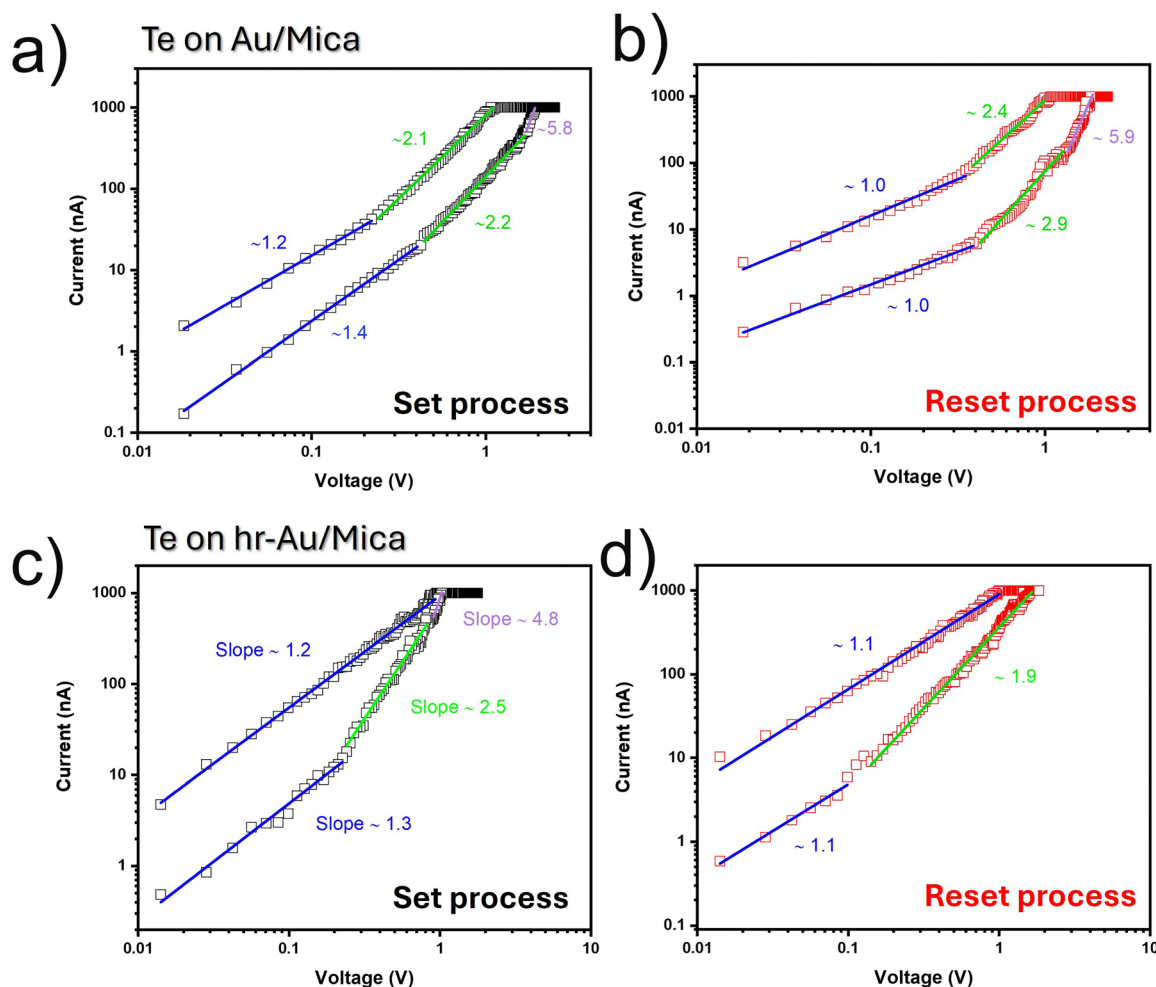 a)
Te on Au/Mica
1000
100
10
1
0.1
0.01
0.1
1
Current (nA)
Voltage (V)
~2.1
~5.8
~2.2
~1.2
~1.4
Set process
b)
1000
100
10
1
0.1
0.01
0.01
0.1
1
Current (nA)
Voltage (V)
~ 2.4
~ 5.9
~ 1.0
~ 2.9
~ 1.0
Reset process
c)
Te on hr-Au/Mica
1000
100
10
1
0.01
0.1
1
10
Current (nA)
Voltage (V)
Slope ~ 4.8
Slope ~ 1.2
Slope ~ 2.5
Slope ~ 1.3
Set process
d)
1000
100
10
1
0.1
0.01
0.1
1
10
Current (nA)
Voltage (V)
~ 1.1
~ 1.9
~ 1.1
Reset process